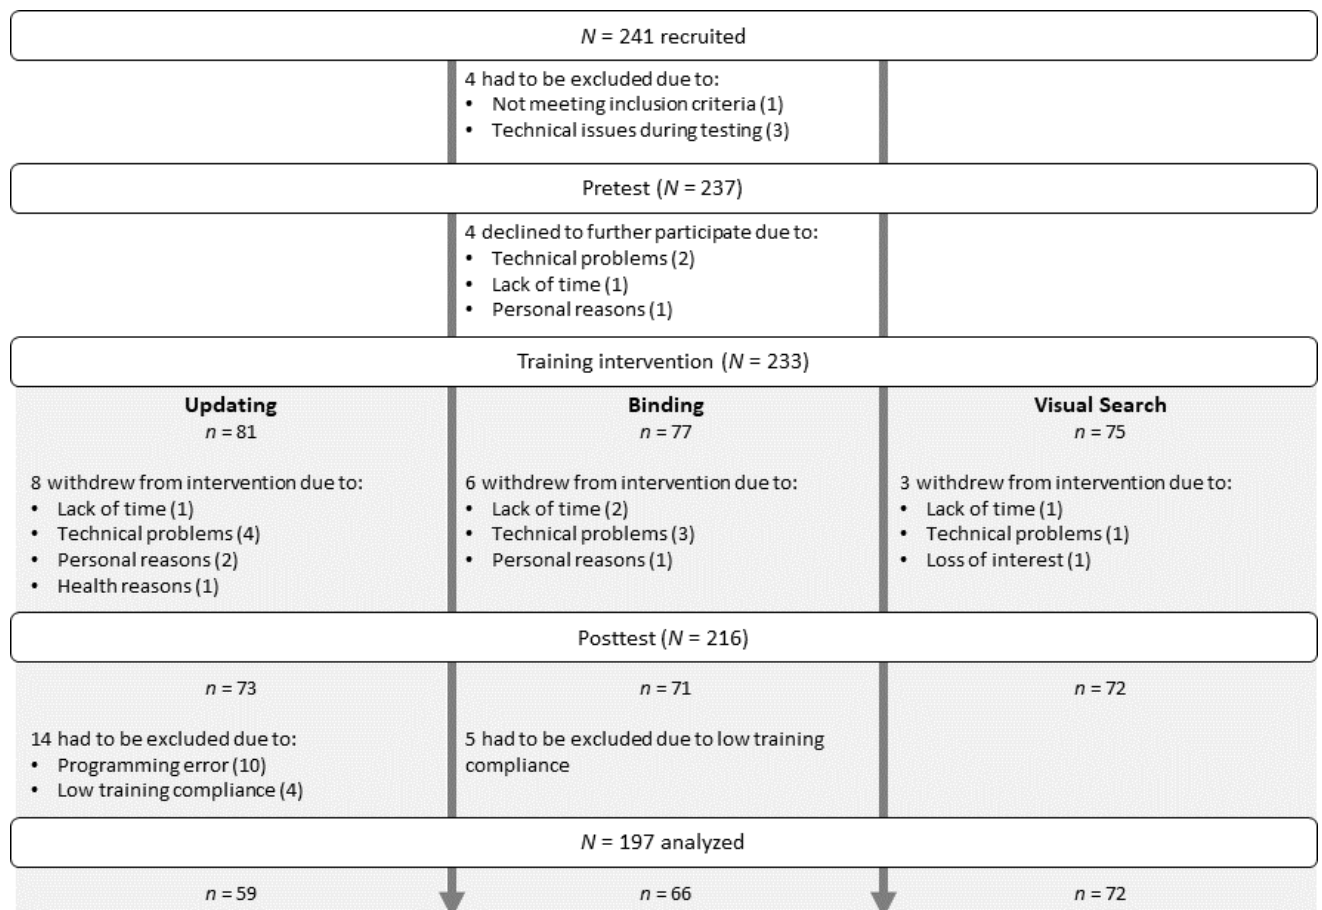 N = 241 recruited
4 had to be excluded due to:
• Not meeting inclusion criteria (1)
• Technical issues during testing (3)
Pretest (N = 237)
4 declined to further participate due to:
• Technical problems (2)
• Lack of time (1)
• Personal reasons (1)
Training intervention (N = 233)
Updating
n = 81
8 withdrew from intervention due to:
• Lack of time (1)
• Technical problems (4)
• Personal reasons (2)
• Health reasons (1)
Binding
n = 77
6 withdrew from intervention due to:
• Lack of time (2)
• Technical problems (3)
• Personal reasons (1)
Visual Search
n = 75
3 withdrew from intervention due to:
• Lack of time (1)
• Technical problems (1)
• Loss of interest (1)
Posttest (N = 216)
n = 73
14 had to be excluded due to:
• Programming error (10)
• Low training compliance (4)
n = 71
5 had to be excluded due to low training
compliance
n = 72
N = 197 analyzed
n = 59
n = 66
n = 72